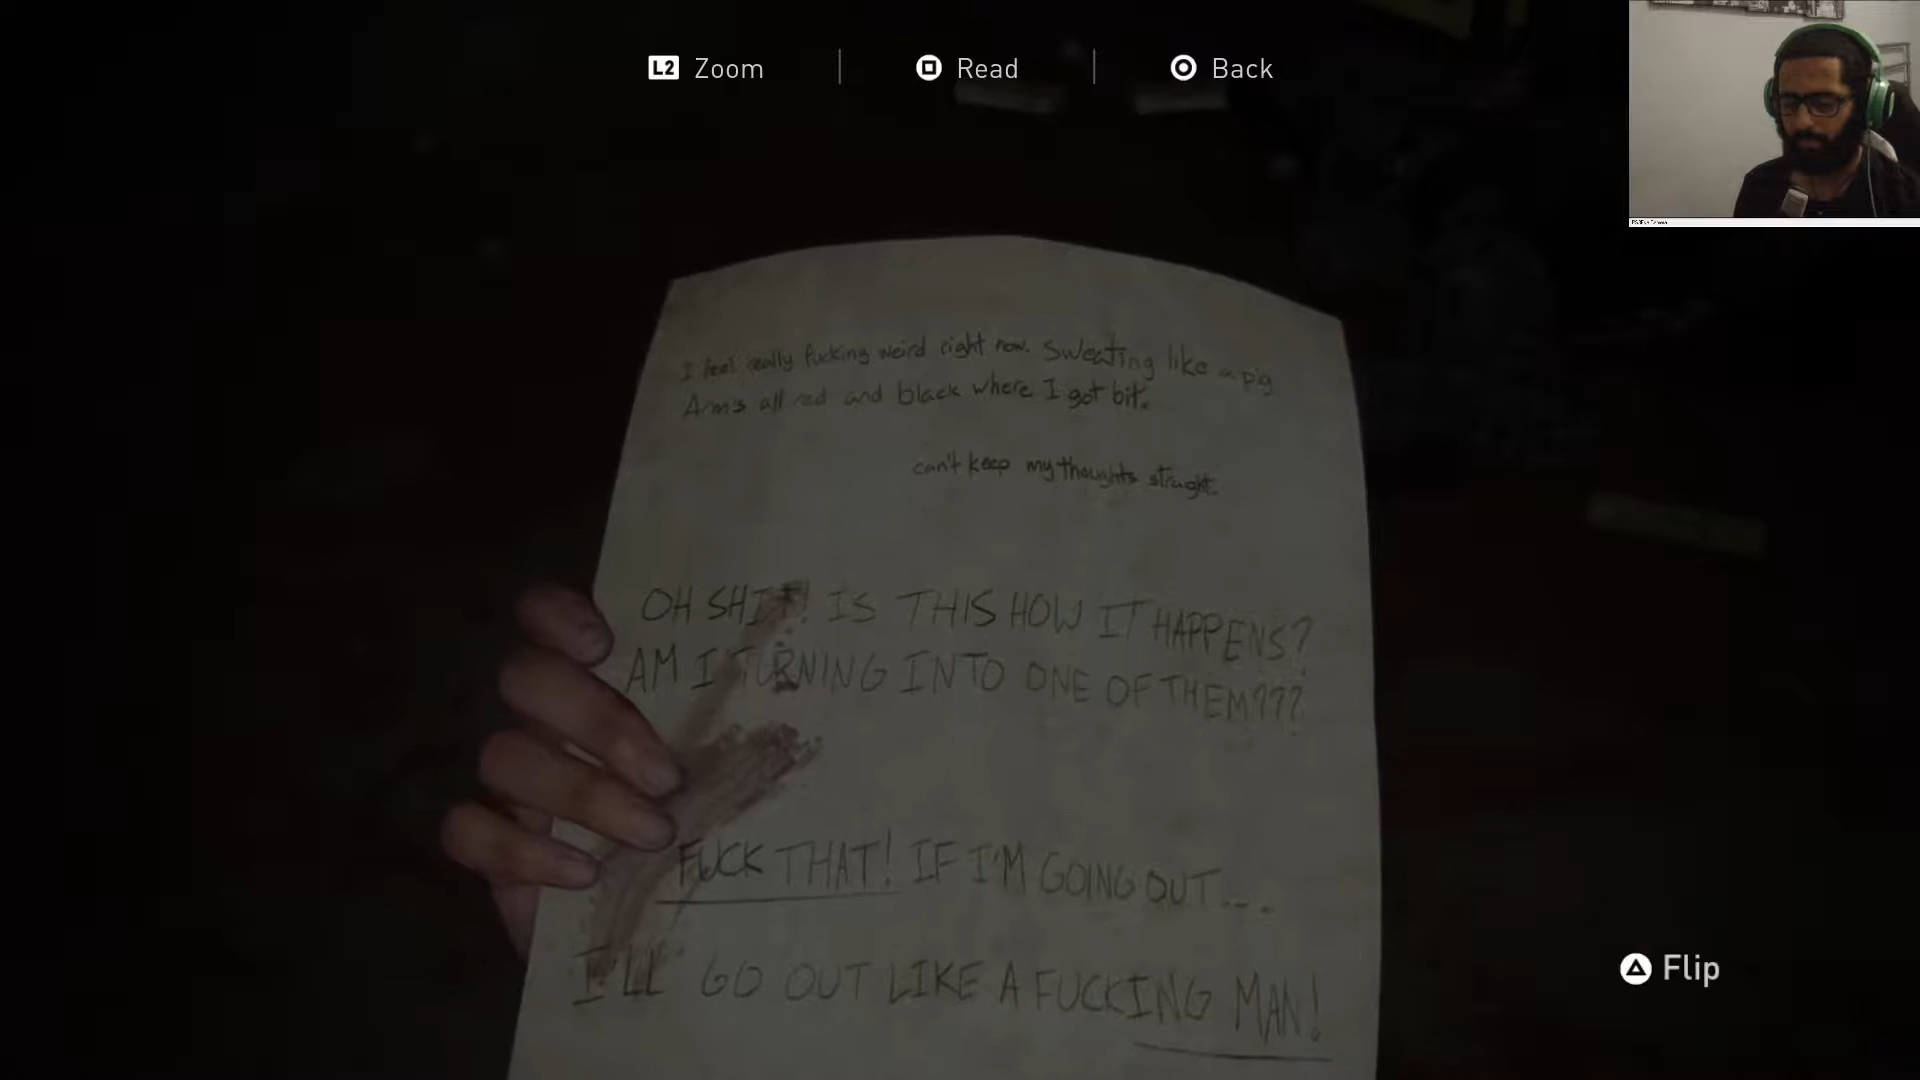 L2 Zoom | Read | Back
I feel really fucking weird right now. Sweating like a pig
Arm's all red and black where I got bit.
can't keep my thoughts straight.
OH SHIT! IS THIS HOW IT HAPPENS?
AM I TURNING INTO ONE OF THEM???
FUCK THAT! IF I'M GOING OUT...
I'LL GO OUT LIKE A FUCKING MAN!
Flip